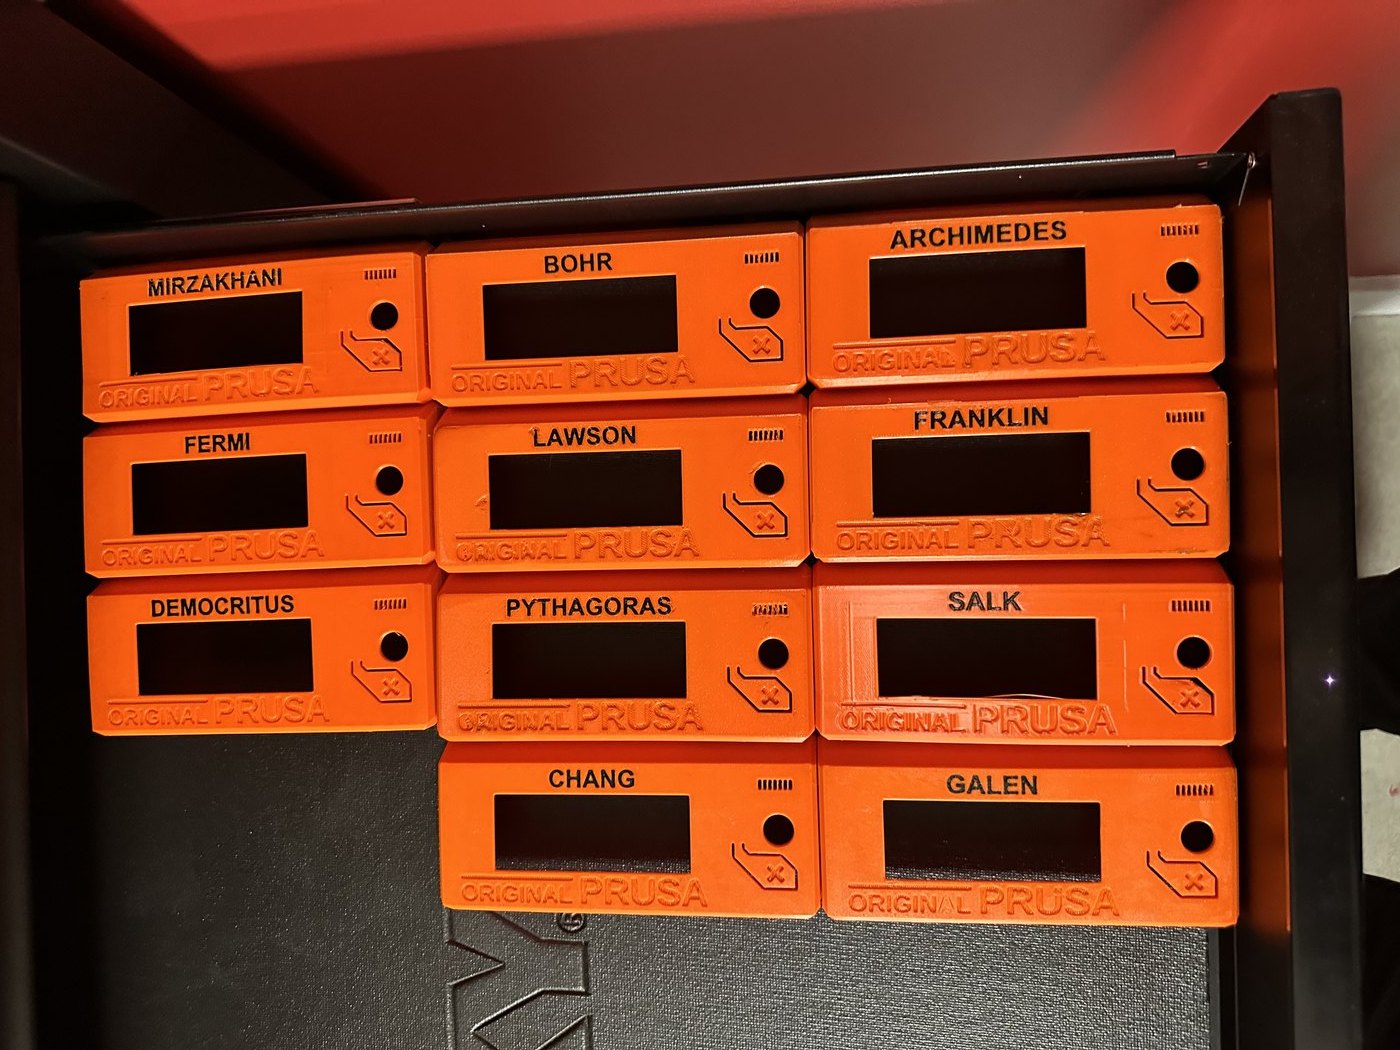 MIRZAKHANI
ORIGINAL PRUSA
BOHR
ORIGINAL PRUSA
ARCHIMEDES
ORIGINAL PRUSA
FERMI
ORIGINAL PRUSA
LAWSON
ORIGINAL PRUSA
FRANKLIN
ORIGINAL PRUSA
DEMOCRITUS
ORIGINAL PRUSA
PYTHAGORAS
ORIGINAL PRUSA
SALK
ORIGINAL PRUSA
CHANG
ORIGINAL PRUSA
GALEN
ORIGINAL PRUSA